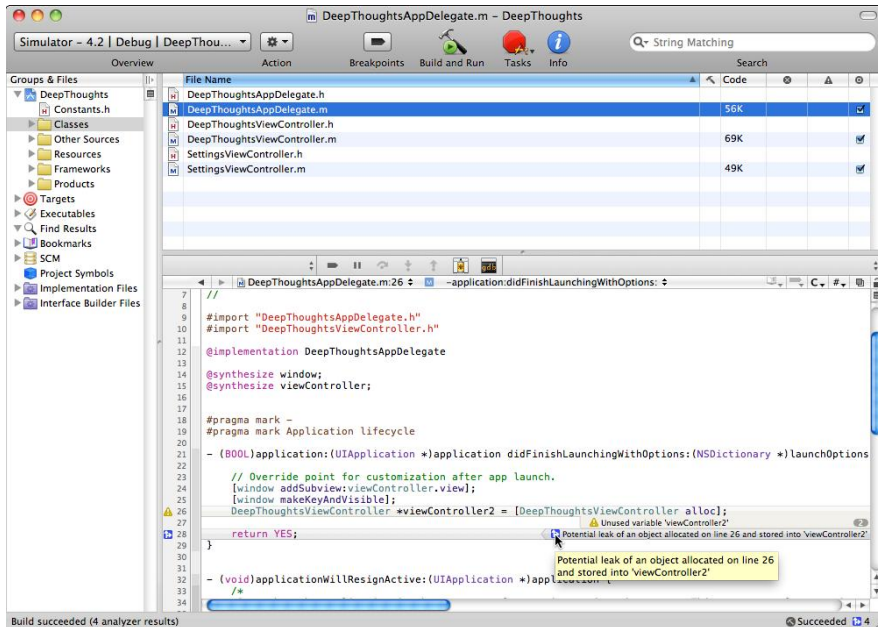 DeepThoughtsAppDelegate.m – DeepThoughts
Simulator – 4.2 | Debug | DeepThou...
String Matching
Overview Action Breakpoints Build and Run Tasks Info Search
Groups & Files
DeepThoughts
Constants.h
Classes
Other Sources
Resources
Frameworks
Products
Targets
Executables
Find Results
Bookmarks
SCM
Project Symbols
Implementation Files
Interface Builder Files
File Name Code
DeepThoughtsAppDelegate.h
DeepThoughtsAppDelegate.m 56K
DeepThoughtsViewController.h
DeepThoughtsViewController.m 69K
SettingsViewController.h
SettingsViewController.m 49K
DeepThoughtsAppDelegate.m:26 -application:didFinishLaunchingWithOptions: C #
7 //
8
9 #import "DeepThoughtsAppDelegate.h"
10 #import "DeepThoughtsViewController.h"
11
12 @implementation DeepThoughtsAppDelegate
13
14 @synthesize window;
15 @synthesize viewController;
16
17
18 #pragma mark -
19 #pragma mark Application lifecycle
20
21 - (BOOL)application:(UIApplication *)application didFinishLaunchingWithOptions:(NSDictionary *)launchOptions
22
23 // Override point for customization after app launch.
24 [window addSubview:viewController.view];
25 [window makeKeyAndVisible];
26 DeepThoughtsViewController *viewController2 = [DeepThoughtsViewController alloc];
27 Unused variable 'viewController2' 2
28 return YES; Potential leak of an object allocated on line 26 and stored into 'viewController2'
29 }
30
31
32 - (void)applicationWillResignActive:(UIApplication *)application {
33 /*
34
Potential leak of an object allocated on line 26
and stored into 'viewController2'
Build succeeded (4 analyzer results) Succeeded 4